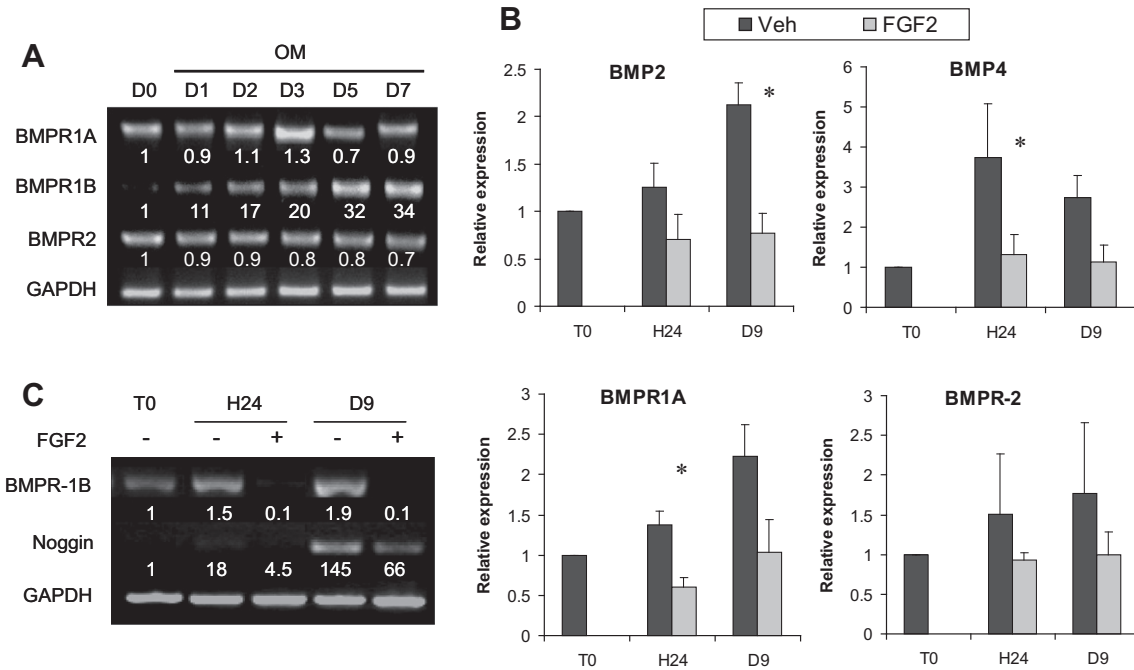 A
OM
D0 D1 D2 D3 D5 D7
BMPR1A
1 0.9 1.1 1.3 0.7 0.9
BMPR1B
1 11 17 20 32 34
BMPR2
1 0.9 0.9 0.8 0.8 0.7
GAPDH
B
Veh FGF2
BMP2
Relative expression
2.5
2
1.5
1
0.5
0
T0 H24 D9
*
BMP4
Relative expression
6
5
4
3
2
1
0
T0 H24 D9
*
C
T0 H24 D9
FGF2 - - + - +
BMPR-1B
1 1.5 0.1 1.9 0.1
Noggin
1 18 4.5 145 66
GAPDH
BMPR1A
Relative expression
3
2.5
2
1.5
1
0.5
0
T0 H24 D9
*
BMPR-2
Relative expression
3
2.5
2
1.5
1
0.5
0
T0 H24 D9